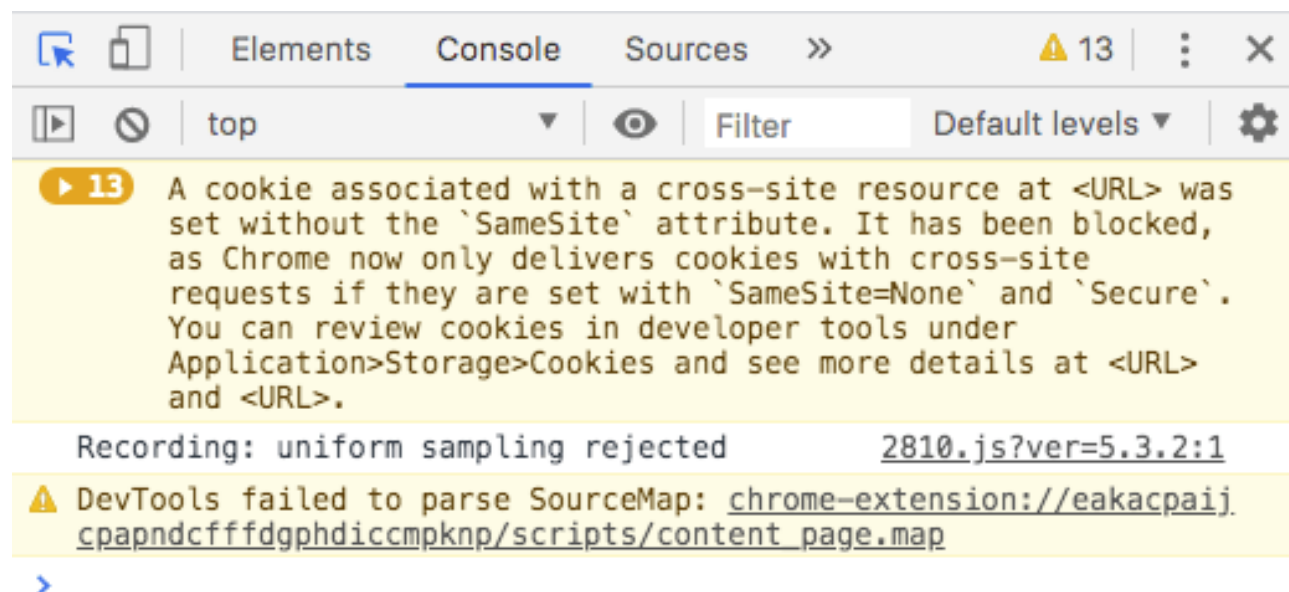 Elements Console Sources » 13
top Filter Default levels
13 A cookie associated with a cross-site resource at <URL> was
set without the `SameSite` attribute. It has been blocked,
as Chrome now only delivers cookies with cross-site
requests if they are set with `SameSite=None` and `Secure`.
You can review cookies in developer tools under
Application>Storage>Cookies and see more details at <URL>
and <URL>.
Recording: uniform sampling rejected 2810.js?ver=5.3.2:1
DevTools failed to parse SourceMap: chrome-extension://eakacpaij
cpapndcfffdgphdiccmpknp/scripts/content_page.map